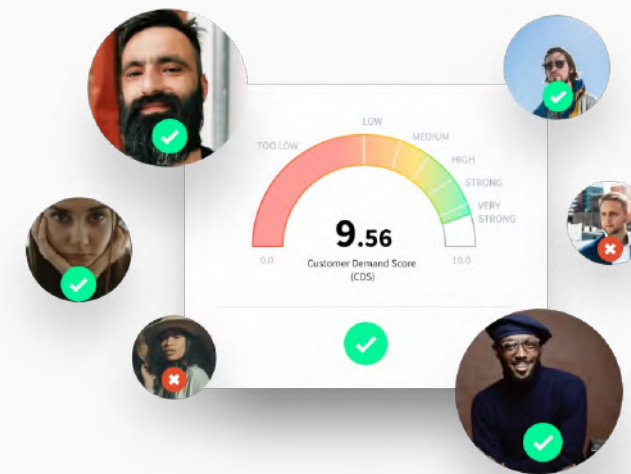 LOW
TOO LOW
MEDIUM
HIGH
STRONG
VERY
STRONG
9.56
0.0
Customer Demand Score
10.0
(CDS)